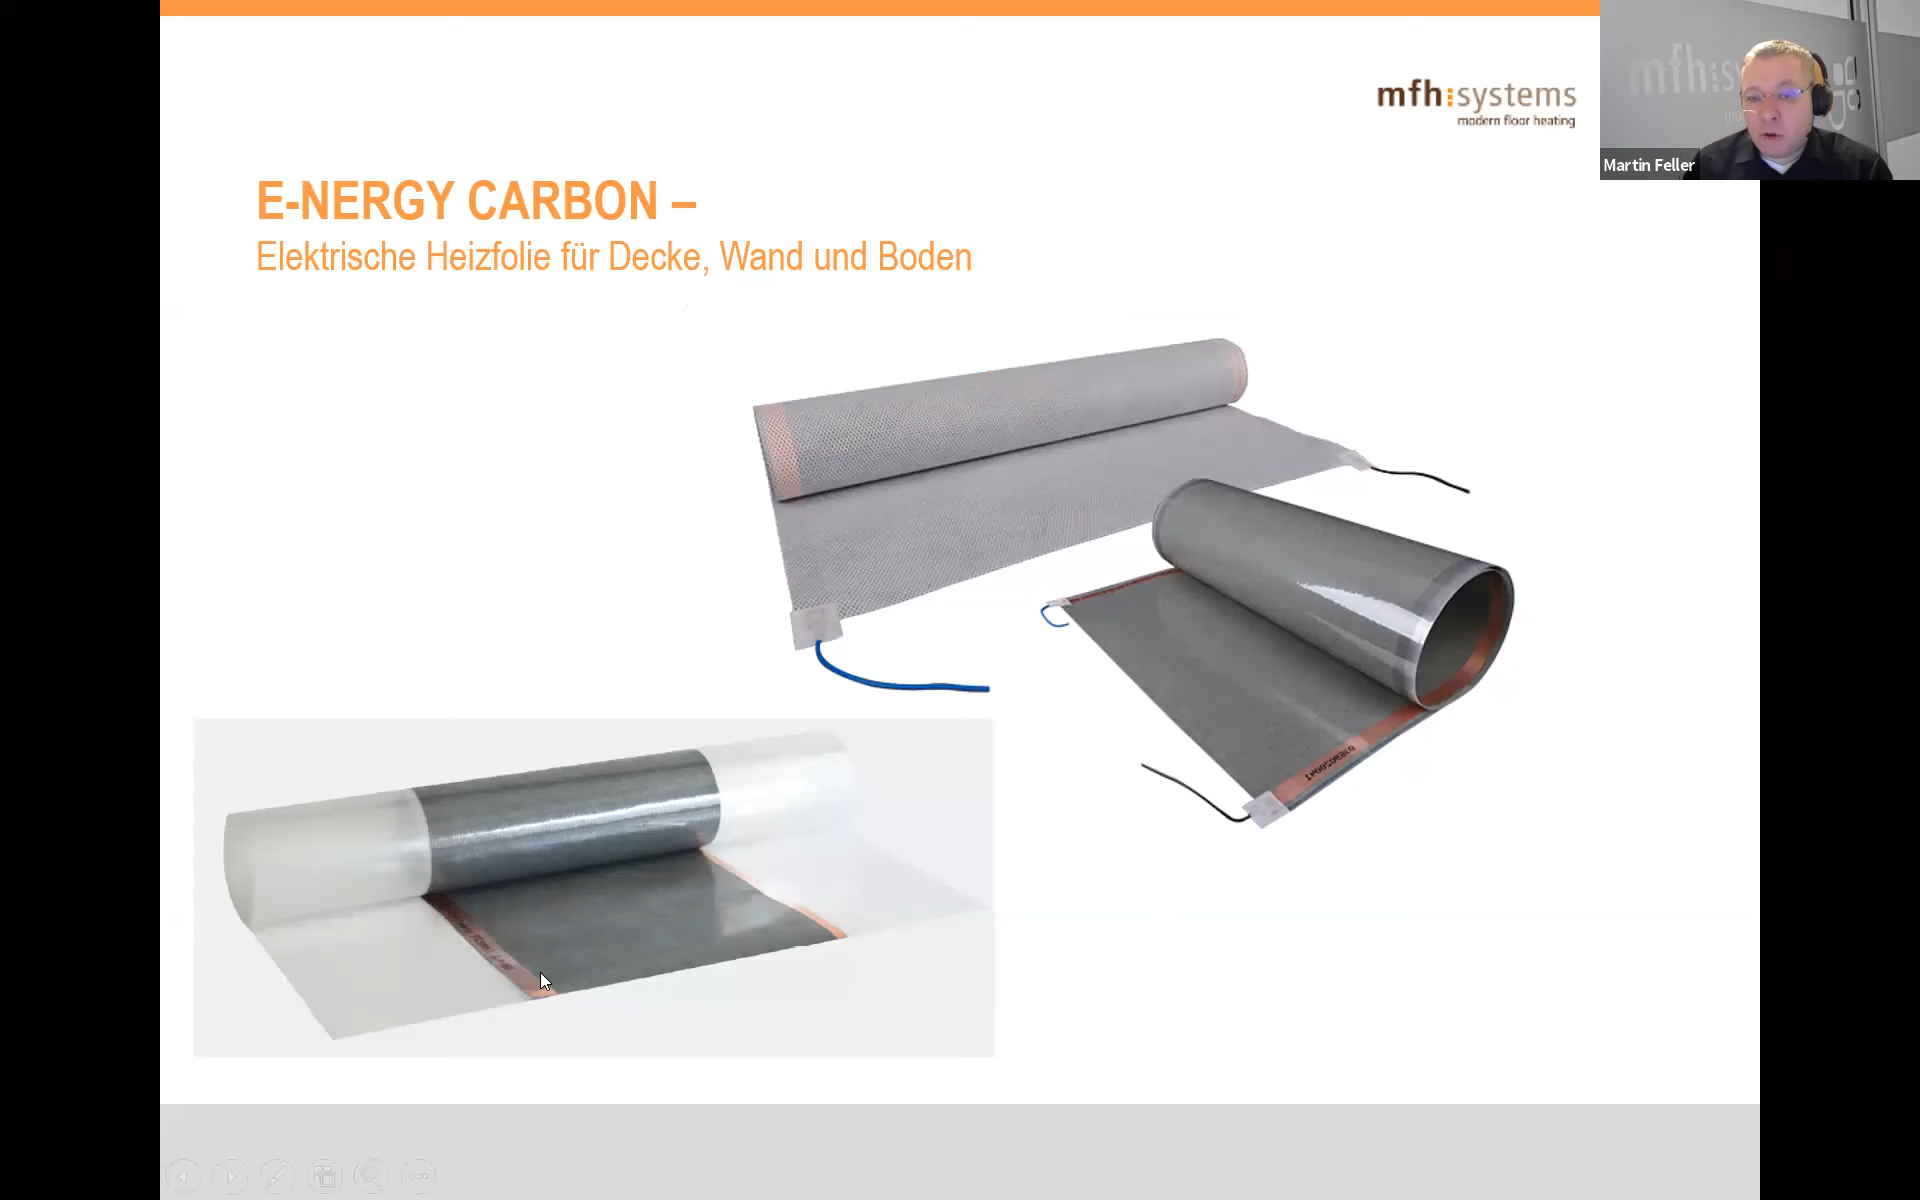 mfh:systems
modern floor heating
Martin Feller
E-NERGY CARBON –
Elektrische Heizfolie für Decke, Wand und Boden